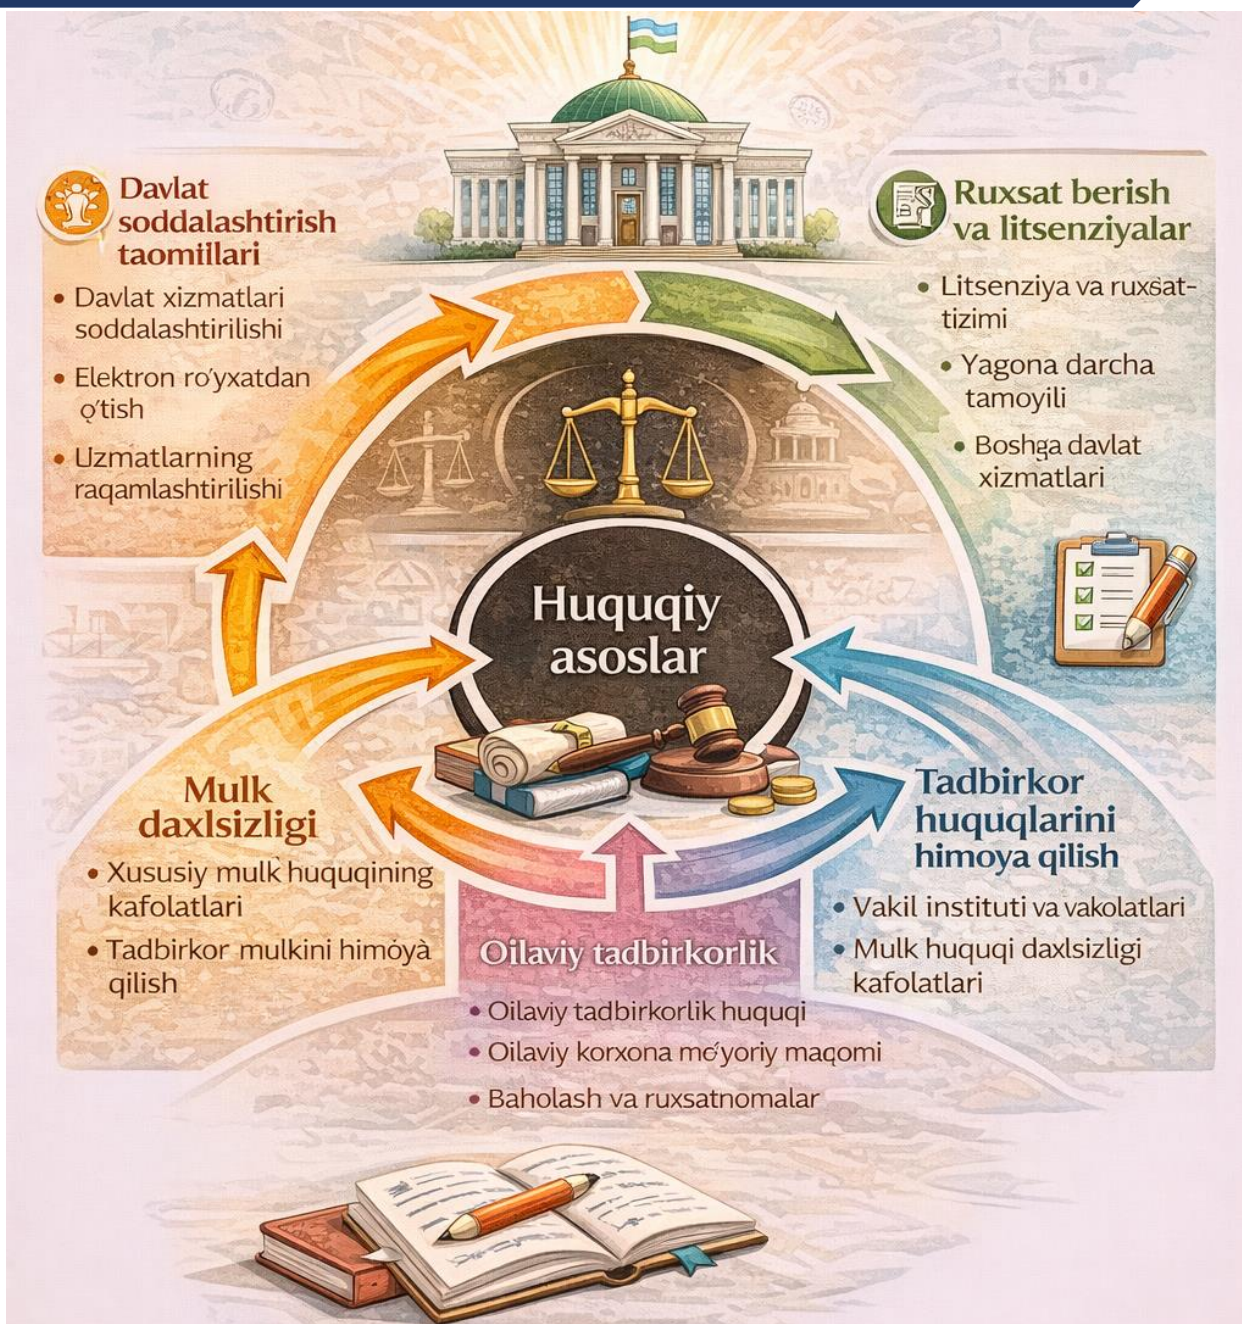 Davlat
soddalashtirish
taomillari
• Davlat xizmatlari
soddalashtirilishi
• Elektron ro'yxatdan
o'tish
• Uzmatlarning
raqamlashtirilishi
Ruxsat berish
va litsenziyalar
• Litsenziya va ruxsat-
tizimi
• Yagona darcha
tamoyili
• Boshga davlat
xizmatlari
Huquqiy
asoslar
Mulk
daxlsizligi
• Xususiy mulk huquqining
kafolatlari
• Tadbirkor mulkini himoyà
qilish
Tadbirkor
huquqlarini
himoya qilish
• Vakil instituti va vakolatlari
• Mulk huquqi daxlsizligi
kafolatlari
Oilaviy tadbirkorlik
• Oilaviy tadbirkorlik huquqi
• Oilaviy korxona me'yoriy maqomi
• Baholash va ruxsatnomalar